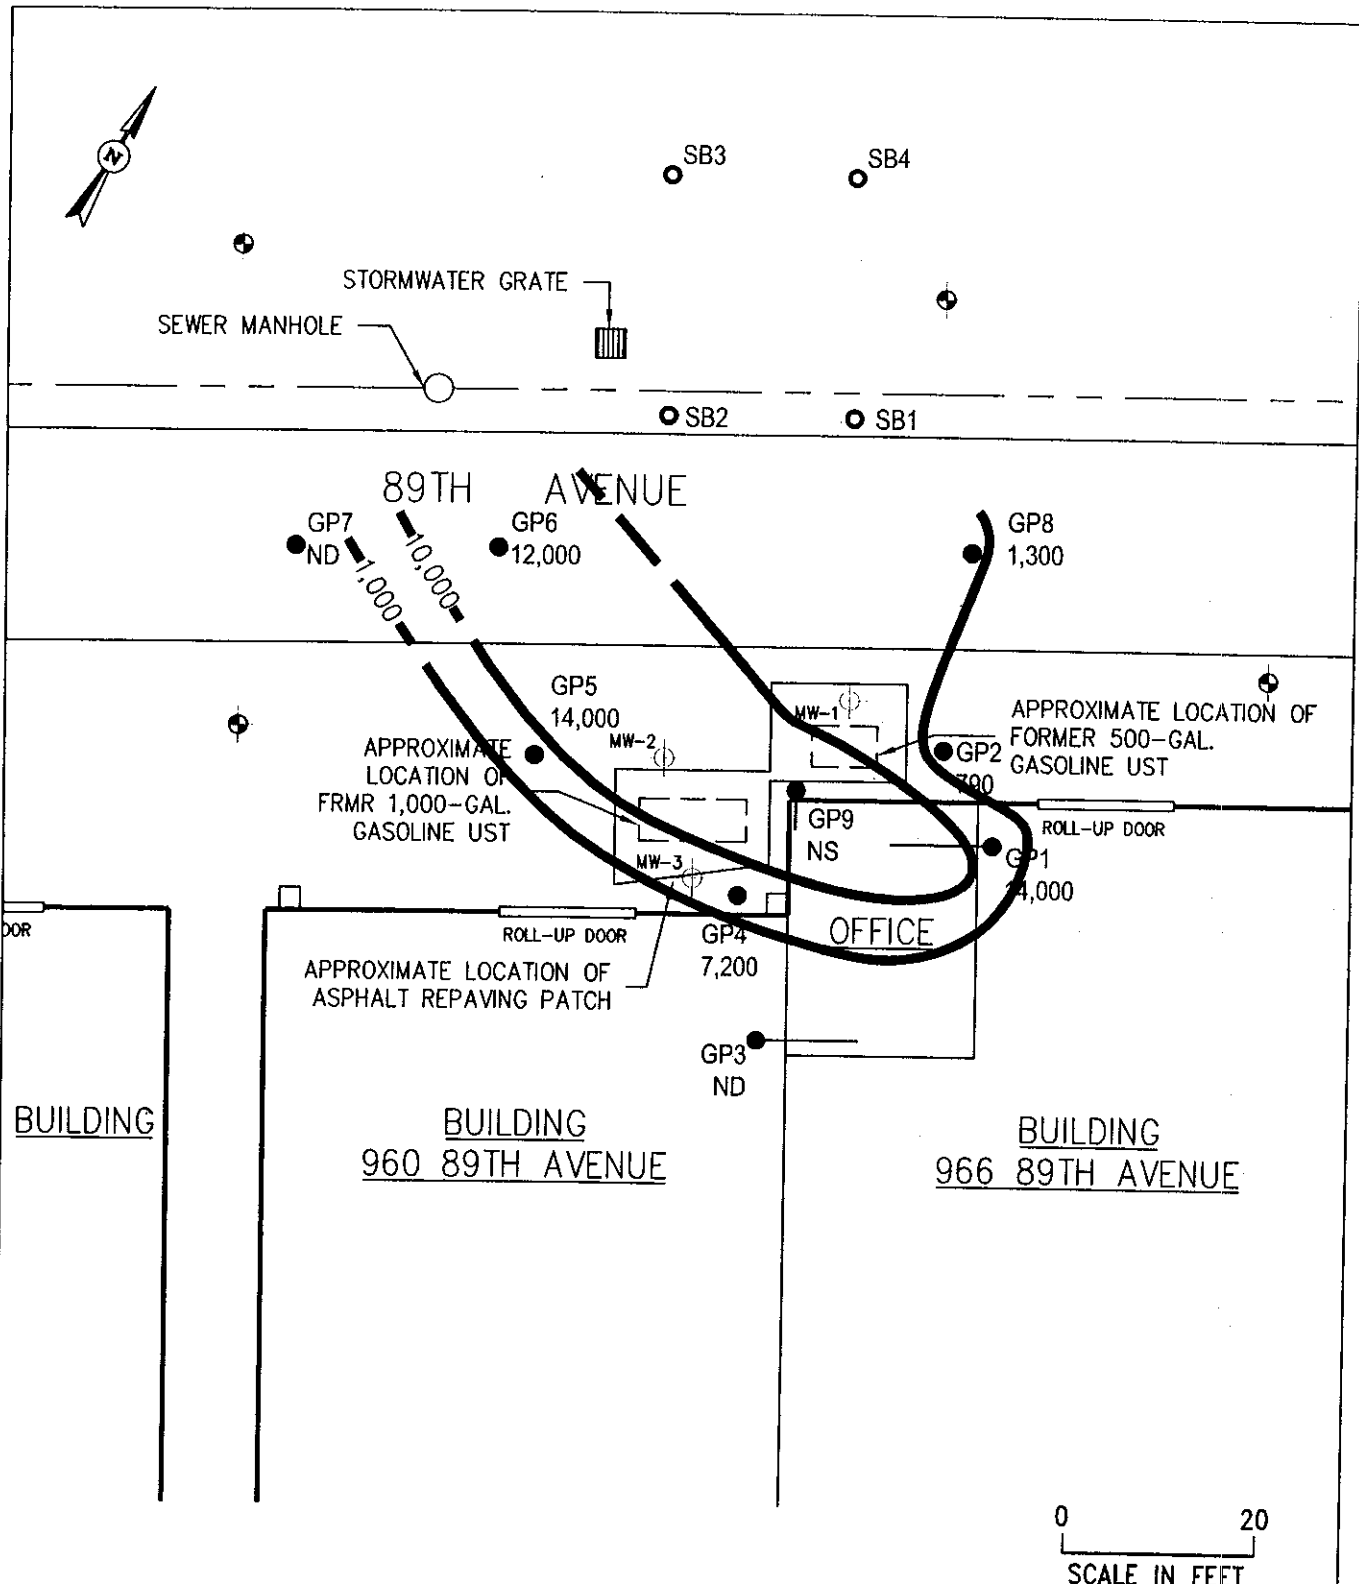 N
SB3
SB4
STORMWATER GRATE
SEWER MANHOLE
SB2
SB1
89TH AVENUE
GP7
ND
GP6
12,000
GP8
1,300
1,000
10,000
GP5
14,000
MW-1
MW-2
APPROXIMATE LOCATION OF
FORMER 500-GAL.
GASOLINE UST
GP2
790
APPROXIMATE
LOCATION OF
FRMR 1,000-GAL.
GASOLINE UST
ROLL-UP DOOR
GP9
NS
MW-3
GP1
OFFICE
OOR
ROLL-UP DOOR
GP4
7,200
APPROXIMATE LOCATION OF
ASPHALT REPAVING PATCH
GP3
ND
BUILDING
BUILDING
960 89TH AVENUE
BUILDING
966 89TH AVENUE
0 20
SCALE IN FEET